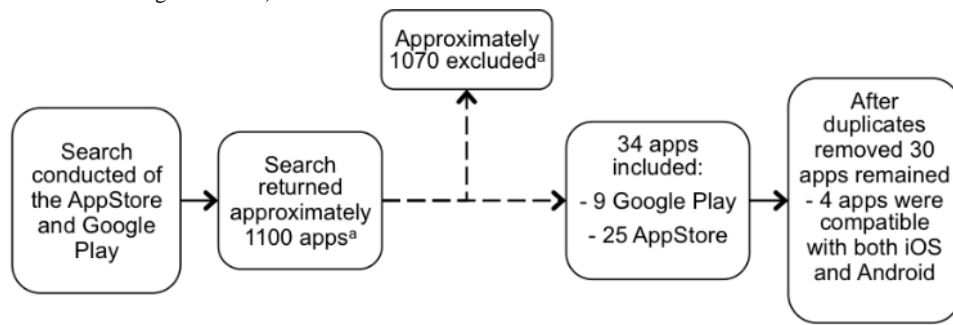 Approximately
1070 excludedᵃ
Search
conducted of
the AppStore
and Google
Play
Search
returned
approximately
1100 appsᵃ
34 apps
included:
- 9 Google Play
- 25 AppStore
After
duplicates
removed 30
apps remained
- 4 apps were
compatible
with both iOS
and Android